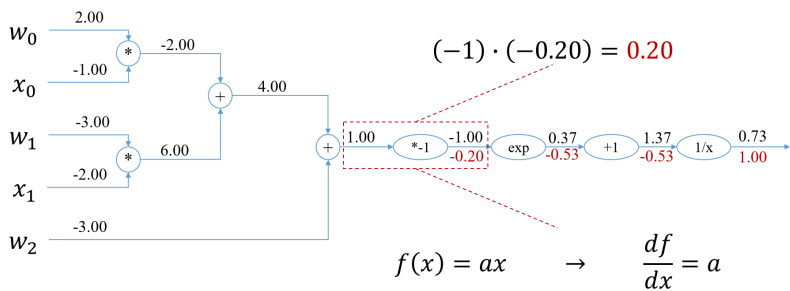 2.00
w₀
* -2.00
-1.00
x₀
(−1) · (−0.20) = 0.20
+ 4.00
-3.00
w₁
* 6.00
-2.00
x₁
+ 1.00 *-1 -1.00 exp 0.37 +1 1.37 1/x 0.73
-0.20 -0.53 -0.53 1.00
-3.00
w₂
f(x) = ax → df/dx = a